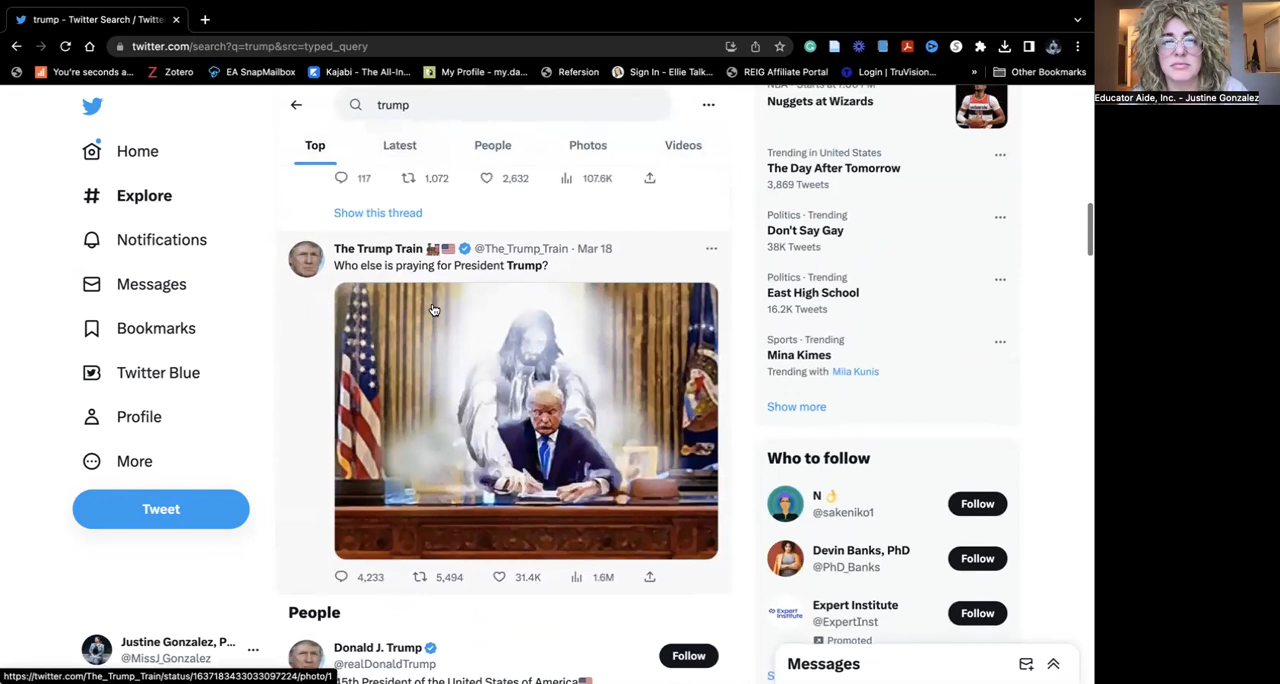 trump - Twitter Search / Twitte
twitter.com/search?q=trump&src=typed_query
You're seconds a...
Zotero
EA SnapMailbox
Kajabi - The All-In...
My Profile - my.da...
Refersion
Sign In - Ellie Talk...
REIG Affiliate Portal
Login | TruVision...
»
Other Bookmarks
Educator Aide, Inc. - Justine Gonzalez
Home
Explore
Notifications
Messages
Bookmarks
Twitter Blue
Profile
More
Tweet
Justine Gonzalez, P...
@MissJ_Gonzalez
trump
Top Latest People Photos Videos
117 1,072 2,632 107.6K
Show this thread
The Trump Train 🚂🇺🇸 @The_Trump_Train · Mar 18
Who else is praying for President Trump?
4,233 5,494 31.4K 1.6M
People
Donald J. Trump
@realDonaldTrump
Follow
45th President of the United States of America🇺🇸
Nuggets at Wizards
Trending in United States
The Day After Tomorrow
3,869 Tweets
Politics · Trending
Don't Say Gay
38K Tweets
Politics · Trending
East High School
16.2K Tweets
Sports · Trending
Mina Kimes
Trending with Mila Kunis
Show more
Who to follow
N 👌
@sakeniko1
Follow
Devin Banks, PhD
@PhD_Banks
Follow
Expert Institute
@ExpertInst
Follow
Promoted
Messages
https://twitter.com/The_Trump_Train/status/1637183433033097224/photo/1